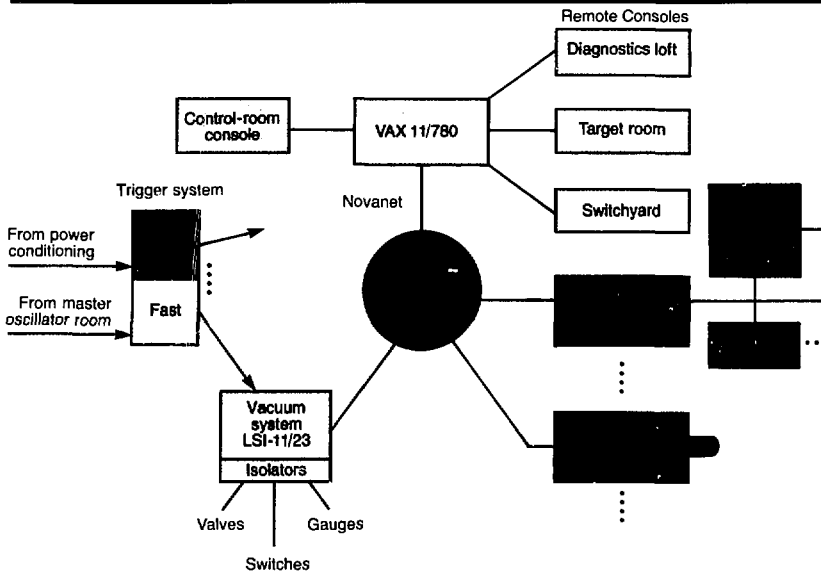 Remote Consoles
Diagnostics loft
Control-room
console
VAX 11/780
Target room
Trigger system
Novanet
Switchyard
From power
conditioning
From master
oscillator room
Fast
Vacuum
system
LSI-11/23
Isolators
Valves
Gauges
Switches